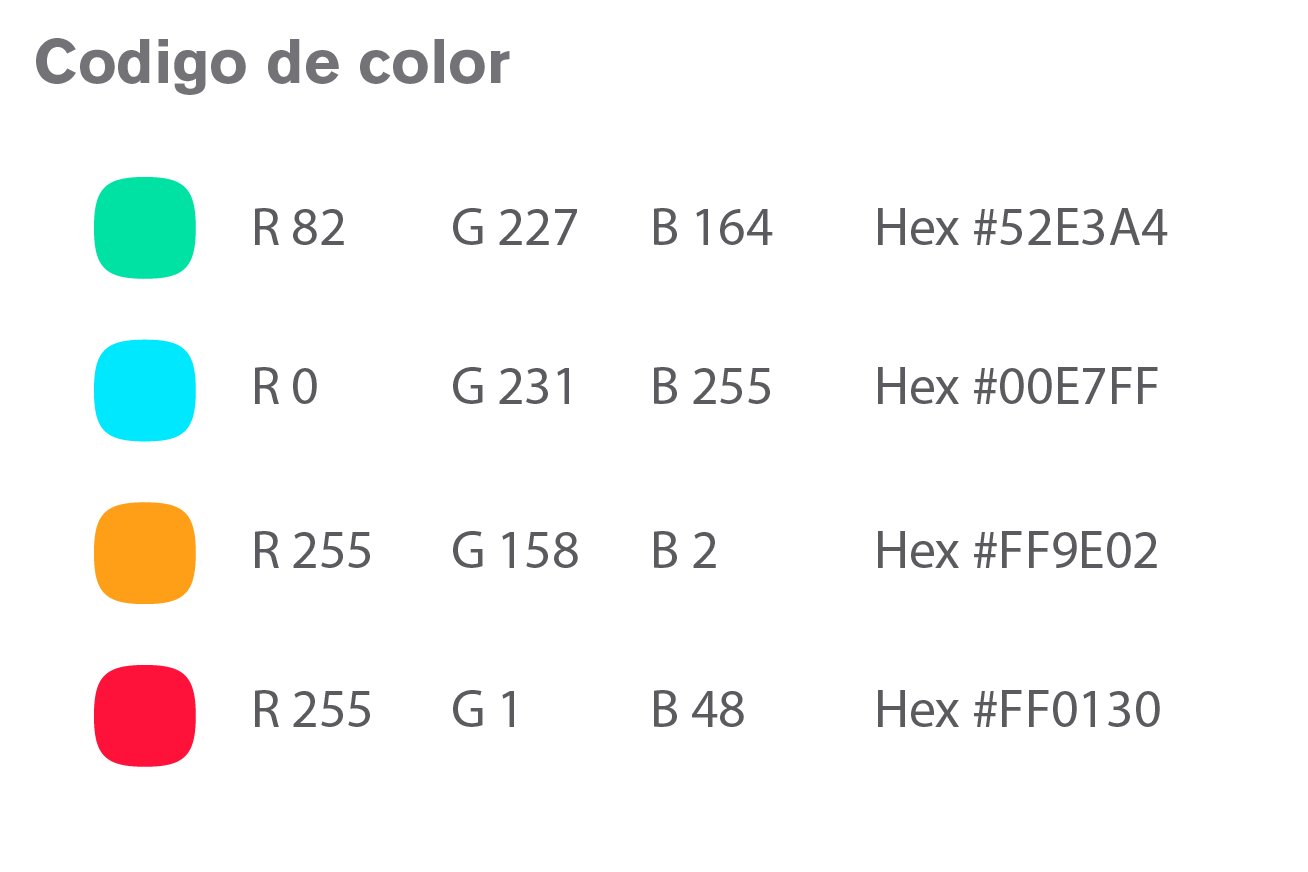 Codigo de color
R 82 G 227 B 164 Hex #52E3A4
R 0 G 231 B 255 Hex #00E7FF
R 255 G 158 B 2 Hex #FF9E02
R 255 G 1 B 48 Hex #FF0130